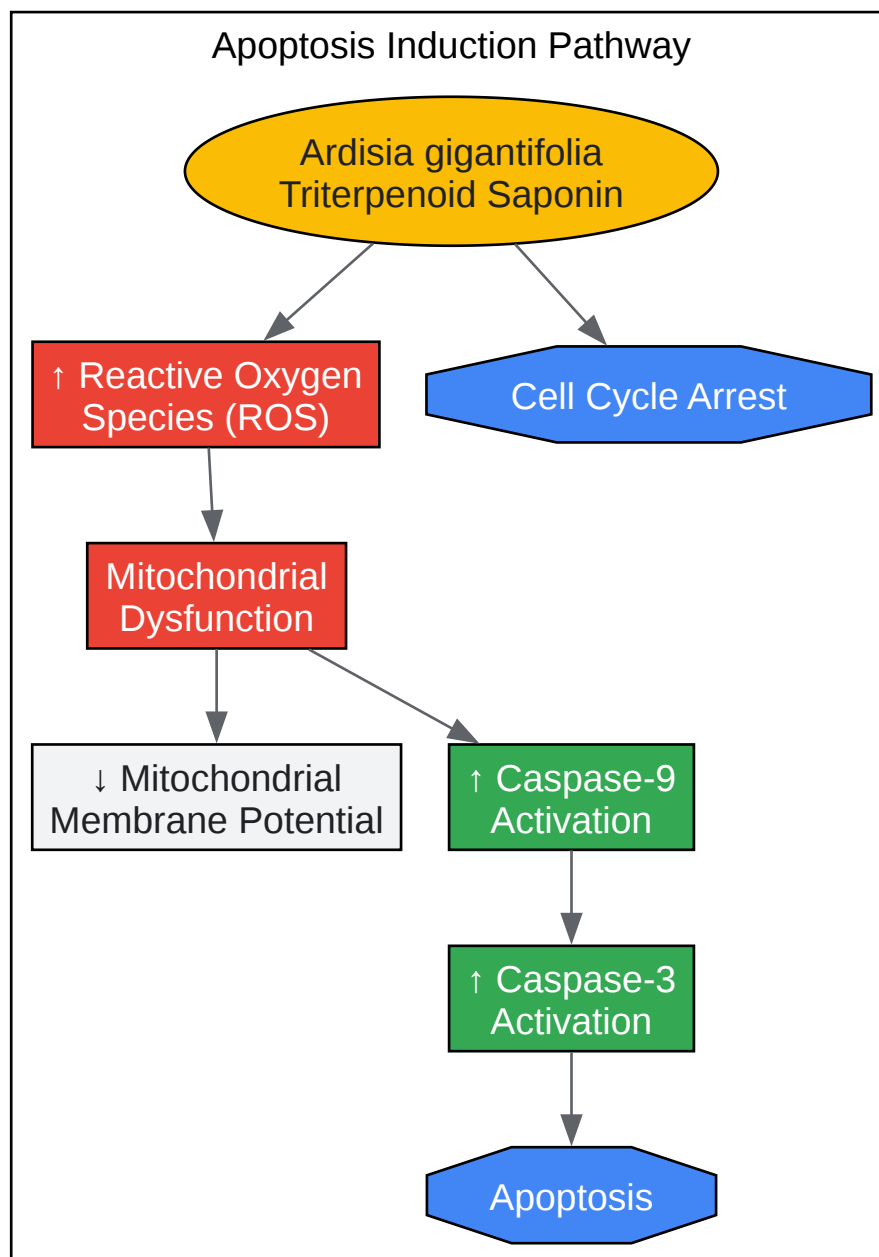 Apoptosis Induction Pathway
Ardisia gigantifolia
Triterpenoid Saponin
↑ Reactive Oxygen
Species (ROS)
Cell Cycle Arrest
Mitochondrial
Dysfunction
↓ Mitochondrial
Membrane Potential
↑ Caspase-9
Activation
↑ Caspase-3
Activation
Apoptosis